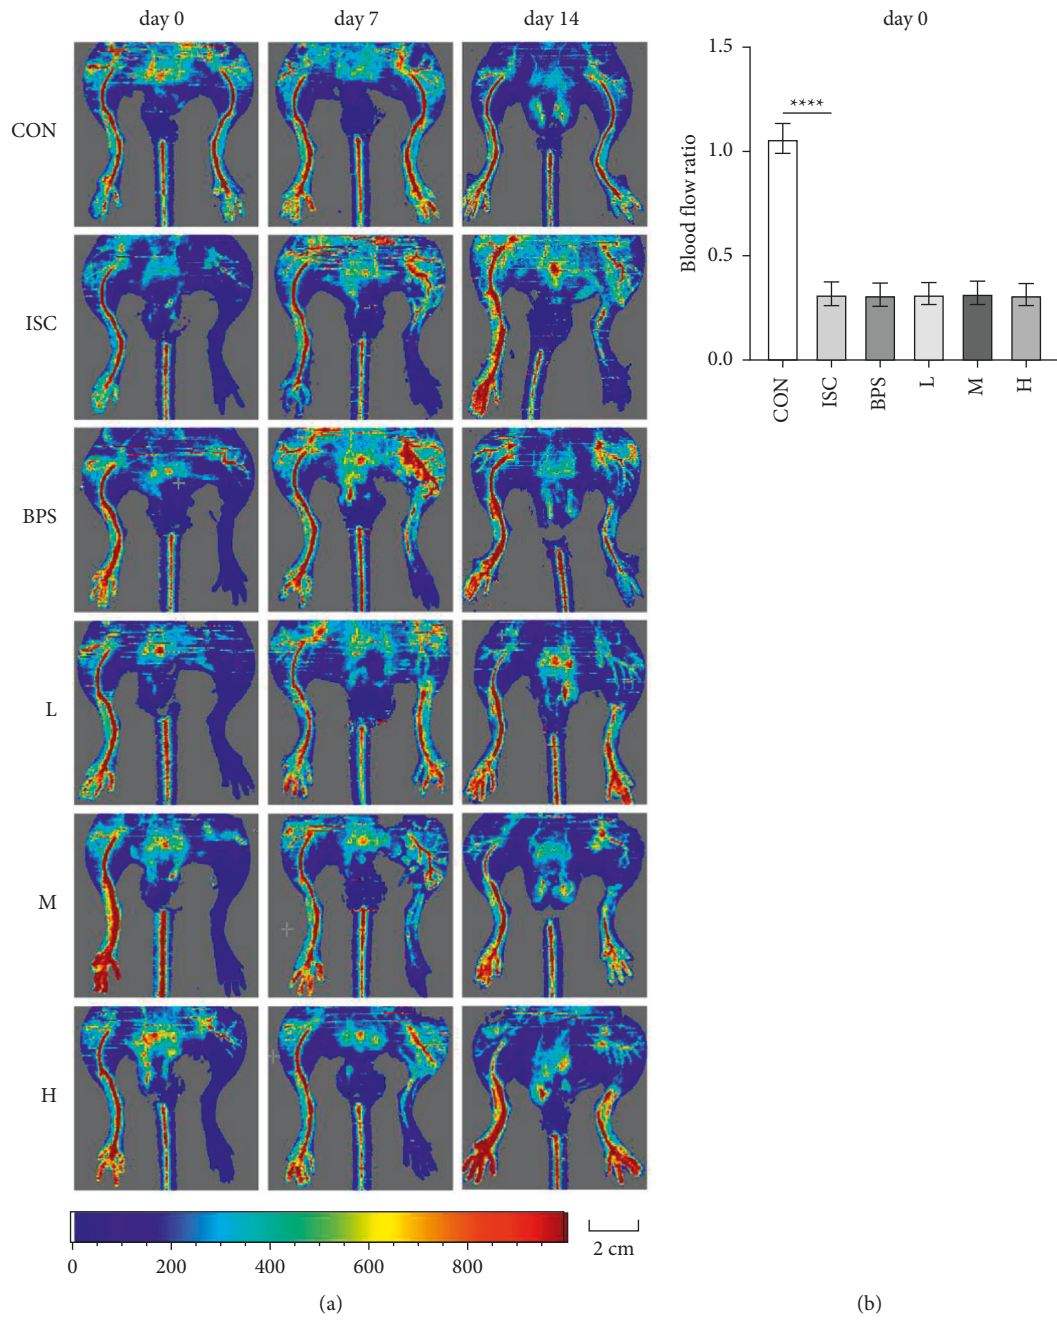 day 0
day 7
day 14
CON
ISC
BPS
L
M
H
0
200
400
600
800
2 cm
(a)
day 0
Blood flow ratio
1.5
1.0
0.5
0.0
****
CON
ISC
BPS
L
M
H
(b)